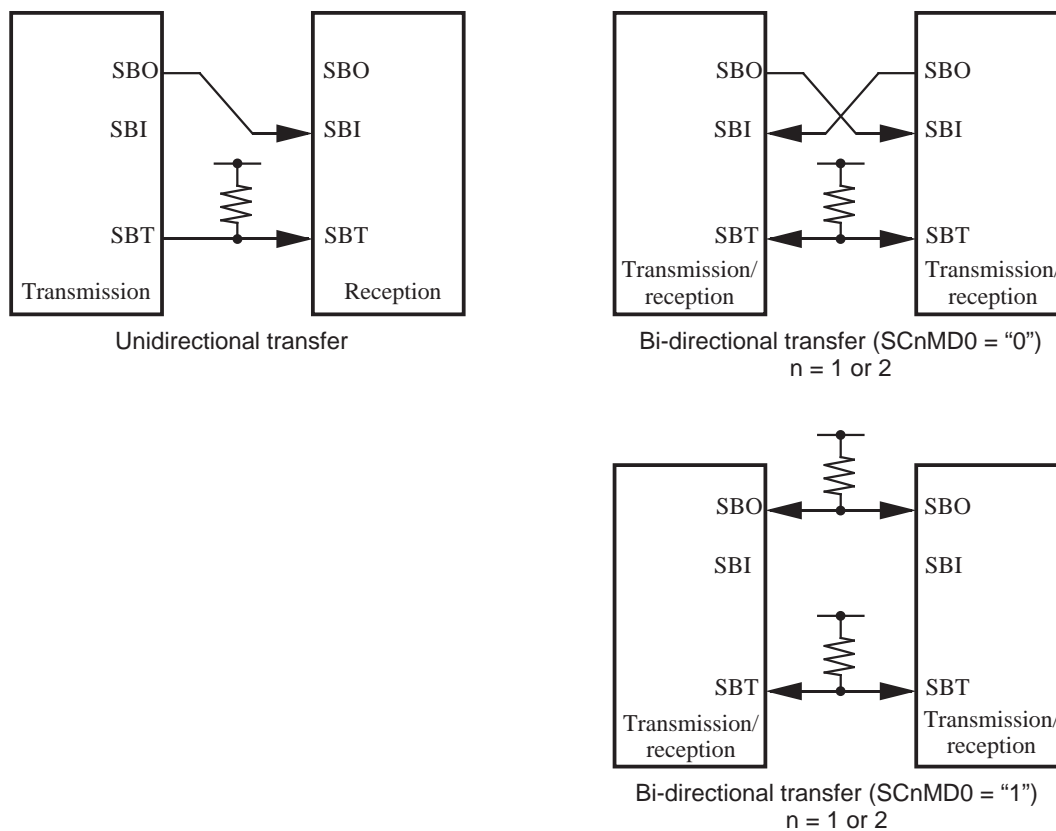 SBO
SBI
SBT
Transmission
SBO
SBI
SBT
Reception
Unidirectional transfer
SBO
SBI
SBT
Transmission/
reception
SBO
SBI
SBT
Transmission/
reception
Bi-directional transfer (SCnMD0 = “0”)
n = 1 or 2
SBO
SBI
SBT
Transmission/
reception
SBO
SBI
SBT
Transmission/
reception
Bi-directional transfer (SCnMD0 = “1”)
n = 1 or 2